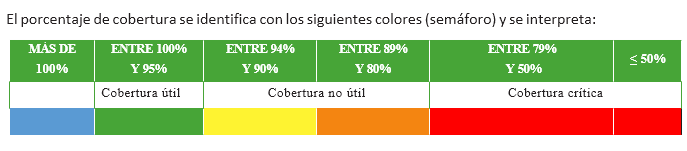 El porcentaje de cobertura se identifica con los siguientes colores (semáforo) y se interpreta:
MÁS DE 100%
ENTRE 100% Y 95%
ENTRE 94% Y 90%
ENTRE 89% Y 80%
ENTRE 79% Y 50%
≤ 50%
Cobertura útil
Cobertura no útil
Cobertura crítica